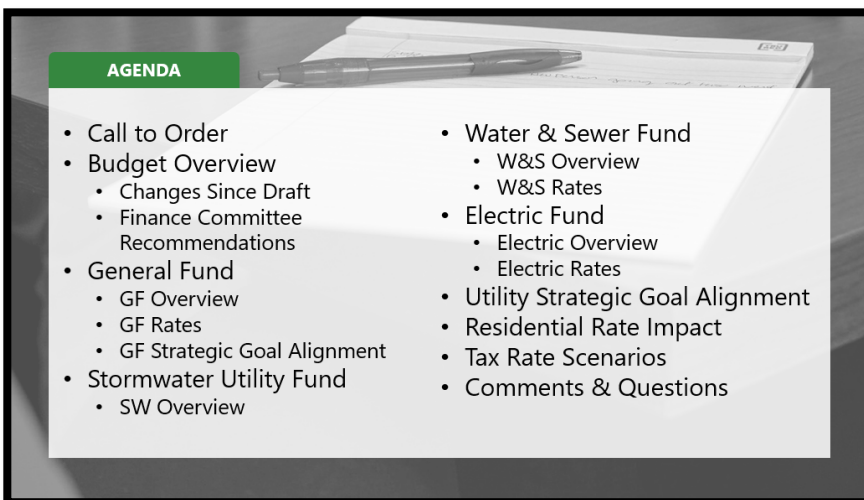 AGENDA
• Call to Order
• Budget Overview
• Changes Since Draft
• Finance Committee
Recommendations
• General Fund
• GF Overview
• GF Rates
• GF Strategic Goal Alignment
• Stormwater Utility Fund
• SW Overview
• Water & Sewer Fund
• W&S Overview
• W&S Rates
• Electric Fund
• Electric Overview
• Electric Rates
• Utility Strategic Goal Alignment
• Residential Rate Impact
• Tax Rate Scenarios
• Comments & Questions